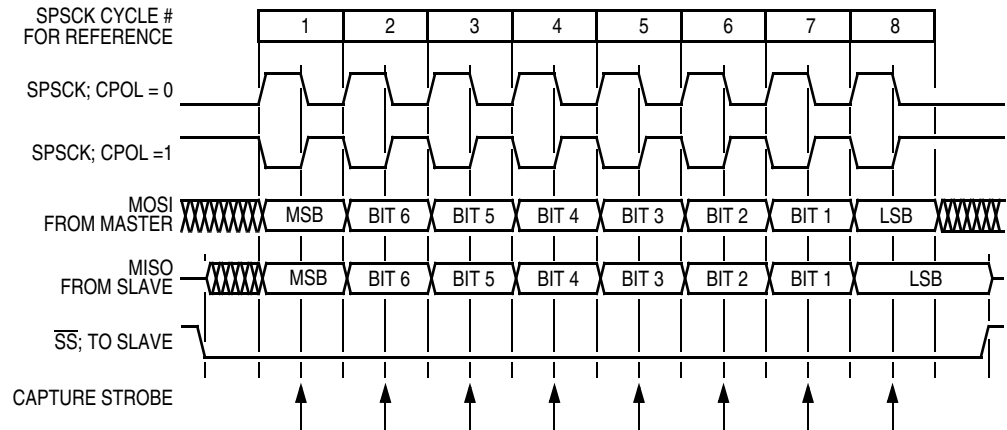 SPSCK CYCLE #
FOR REFERENCE
1 2 3 4 5 6 7 8
SPSCK; CPOL = 0
SPSCK; CPOL =1
MOSI
FROM MASTER
MSB BIT 6 BIT 5 BIT 4 BIT 3 BIT 2 BIT 1 LSB
MISO
FROM SLAVE
MSB BIT 6 BIT 5 BIT 4 BIT 3 BIT 2 BIT 1 LSB
SS; TO SLAVE
CAPTURE STROBE